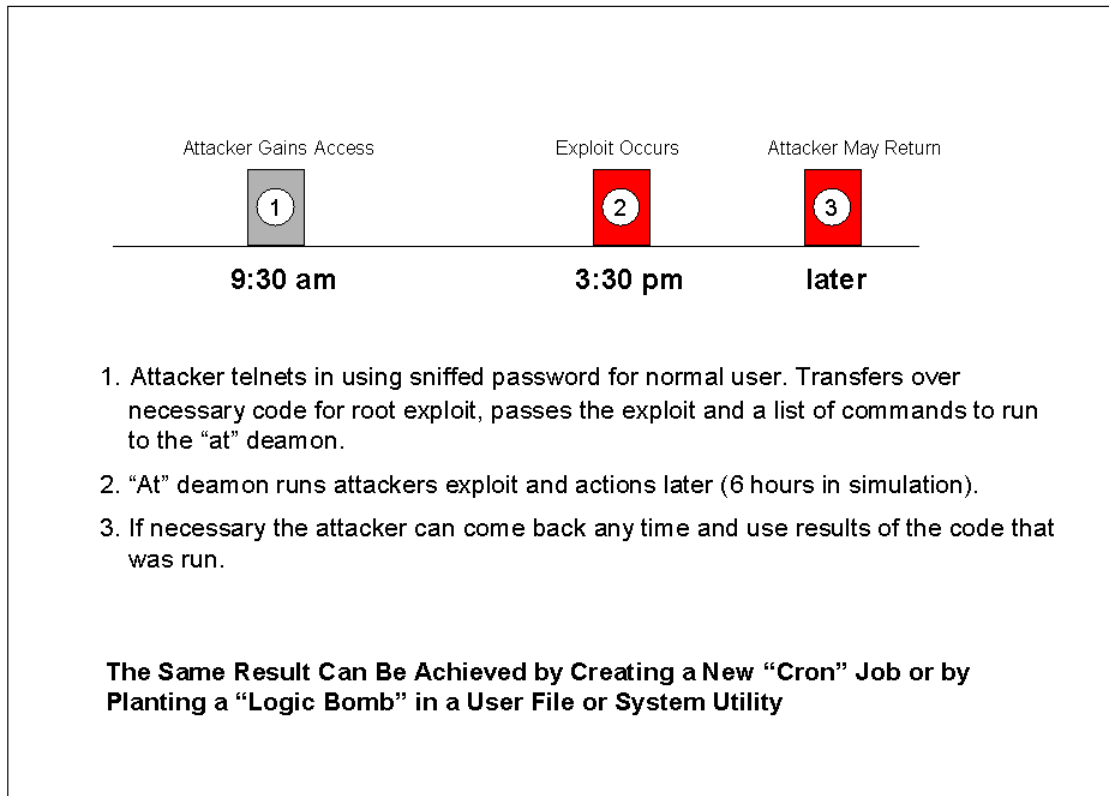 Attacker Gains Access
Exploit Occurs
Attacker May Return
1
2
3
9:30 am
3:30 pm
later
1. Attacker telnets in using sniffed password for normal user. Transfers over
necessary code for root exploit, passes the exploit and a list of commands to run
to the “at” deamon.
2. “At” deamon runs attackers exploit and actions later (6 hours in simulation).
3. If necessary the attacker can come back any time and use results of the code that
was run.
The Same Result Can Be Achieved by Creating a New “Cron” Job or by
Planting a “Logic Bomb” in a User File or System Utility